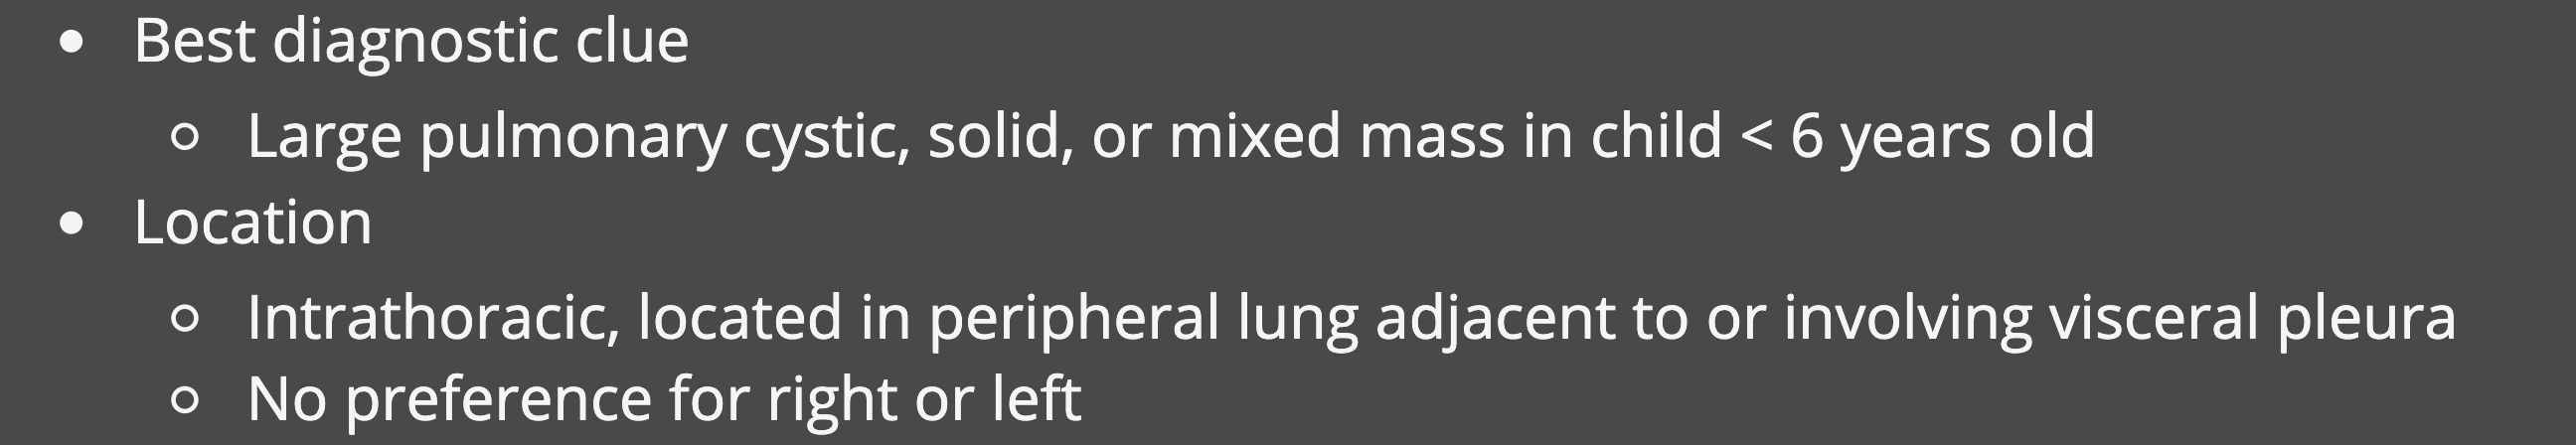 • Best diagnostic clue
○ Large pulmonary cystic, solid, or mixed mass in child < 6 years old
• Location
○ Intrathoracic, located in peripheral lung adjacent to or involving visceral pleura
○ No preference for right or left